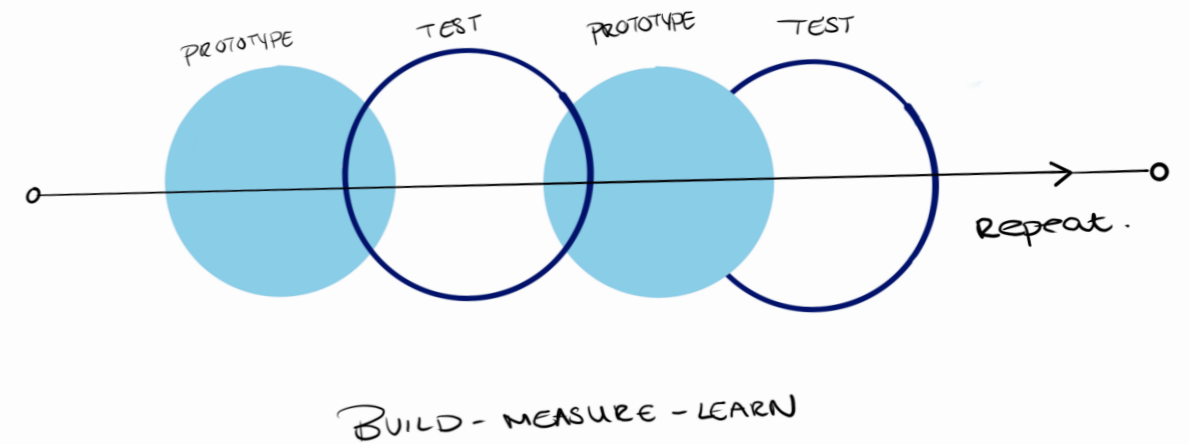 PROTOTYPE
TEST
PROTOTYPE
TEST
Repeat.
BUILD - MEASURE - LEARN